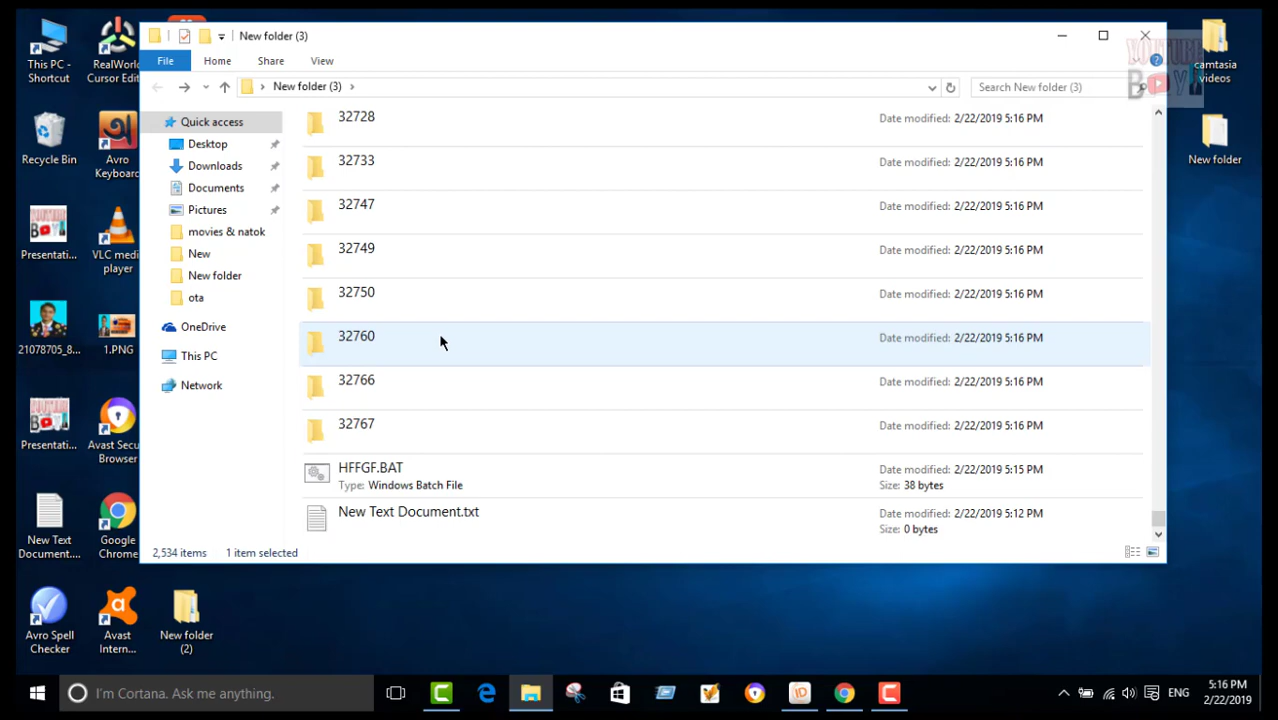 New folder (3)
File
Home
Share
View
New folder (3)
Search New folder (3)
YOUTUBE
BOY
Quick access
Desktop
Downloads
Documents
Pictures
movies & natok
New
New folder
ota
OneDrive
This PC
Network
32728
Date modified: 2/22/2019 5:16 PM
32733
Date modified: 2/22/2019 5:16 PM
32747
Date modified: 2/22/2019 5:16 PM
32749
Date modified: 2/22/2019 5:16 PM
32750
Date modified: 2/22/2019 5:16 PM
32760
Date modified: 2/22/2019 5:16 PM
32766
Date modified: 2/22/2019 5:16 PM
32767
Date modified: 2/22/2019 5:16 PM
HFFGF.BAT
Date modified: 2/22/2019 5:15 PM
Type: Windows Batch File
Size: 38 bytes
New Text Document.txt
Date modified: 2/22/2019 5:12 PM
Size: 0 bytes
2,534 items
1 item selected
This PC -
Shortcut
RealWorld
Cursor Edit
Recycle Bin
Avro
Keyboard
Presentati...
VLC media
player
21078705_8...
1.PNG
Presentati...
Avast Secu
Browser
New Text
Document....
Google
Chrome
Avro Spell
Checker
Avast
Intern...
New folder
(2)
camtasia
videos
New folder
I'm Cortana. Ask me anything.
ENG
5:16 PM
2/22/2019